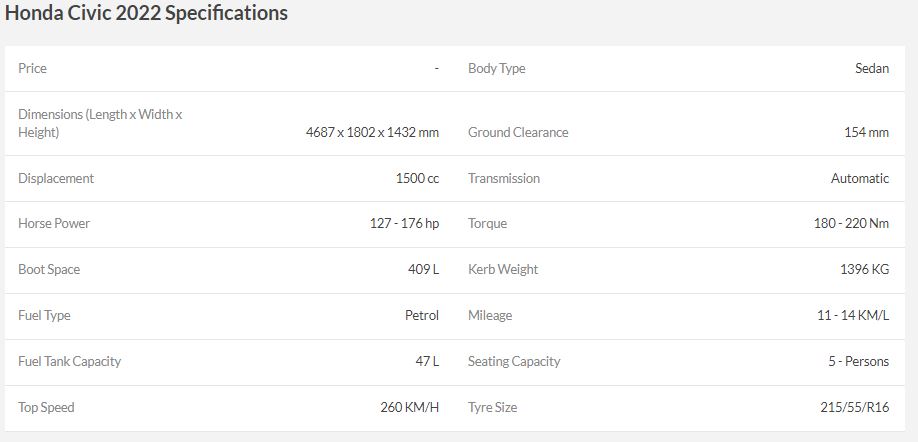 Honda Civic 2022 Specifications
Price - Body Type Sedan
Dimensions (Length x Width x
Height) 4687 x 1802 x 1432 mm Ground Clearance 154 mm
Displacement 1500 cc Transmission Automatic
Horse Power 127 - 176 hp Torque 180 - 220 Nm
Boot Space 409 L Kerb Weight 1396 KG
Fuel Type Petrol Mileage 11 - 14 KM/L
Fuel Tank Capacity 47 L Seating Capacity 5 - Persons
Top Speed 260 KM/H Tyre Size 215/55/R16